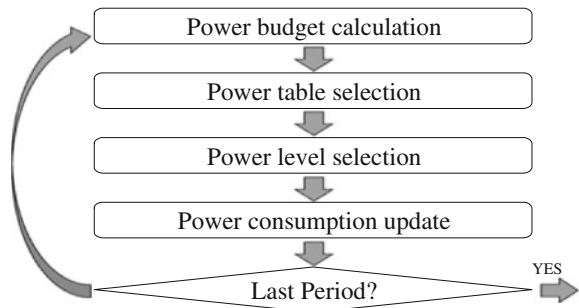 Power budget calculation
Power table selection
Power level selection
Power consumption update
YES
Last Period?